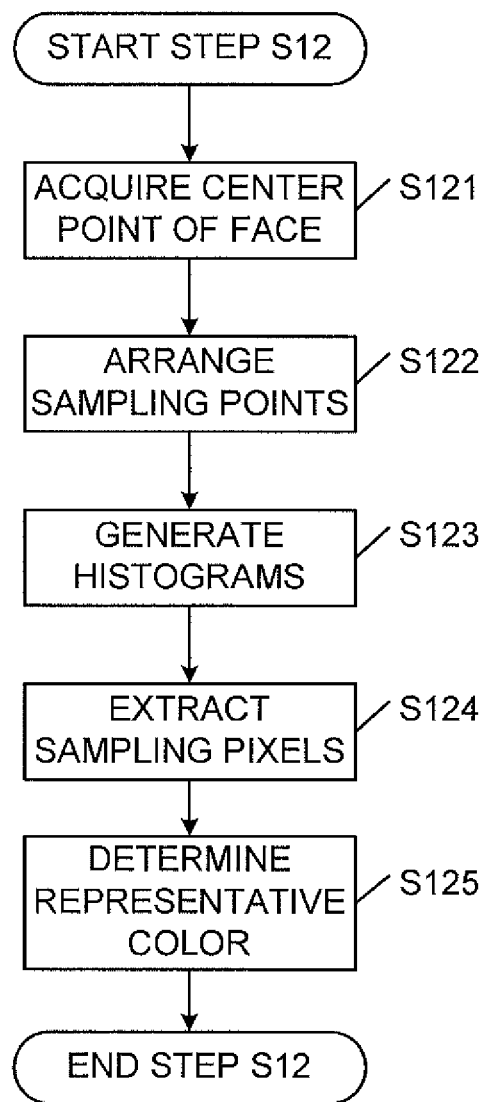 START STEP S12
ACQUIRE CENTER
POINT OF FACE
S121
ARRANGE
SAMPLING POINTS
S122
GENERATE
HISTOGRAMS
S123
EXTRACT
SAMPLING PIXELS
S124
DETERMINE
REPRESENTATIVE
COLOR
S125
END STEP S12